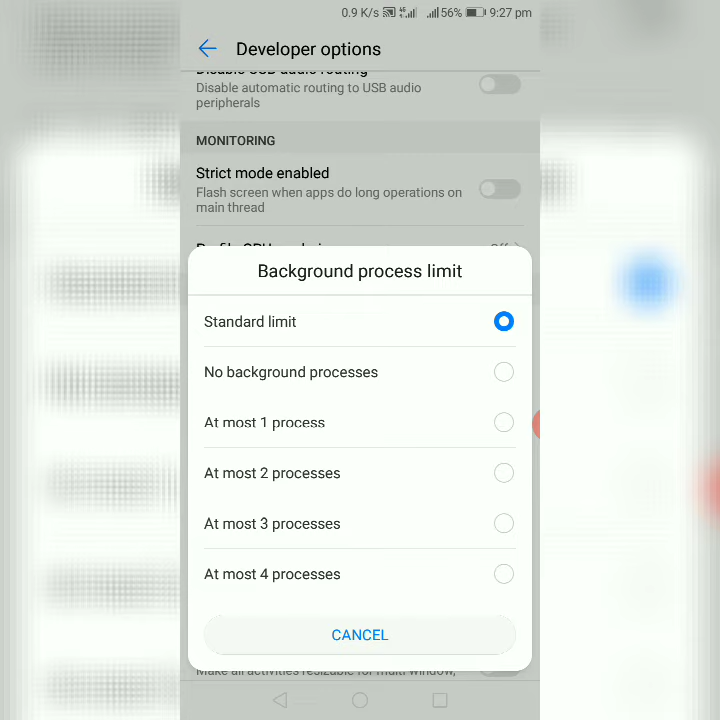 0.9 K/s 4G 56% 9:27 pm
Developer options
Disable USB audio routing
Disable automatic routing to USB audio
peripherals
MONITORING
Strict mode enabled
Flash screen when apps do long operations on
main thread
Off
Background process limit
Standard limit
No background processes
At most 1 process
At most 2 processes
At most 3 processes
At most 4 processes
CANCEL
Make all activities resizable for multi-window,